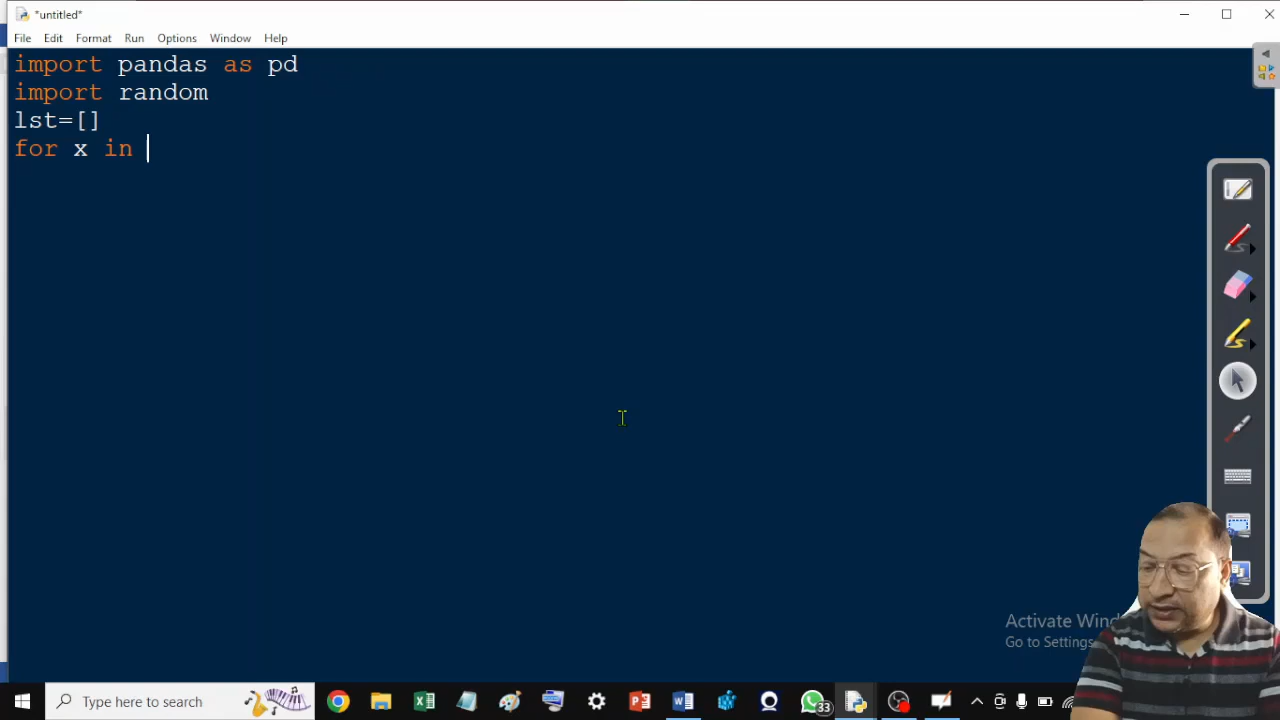 *untitled*
File Edit Format Run Options Window Help
import pandas as pd
import random
lst=[]
for x in
Activate Wind
Go to Settings
Type here to search
33